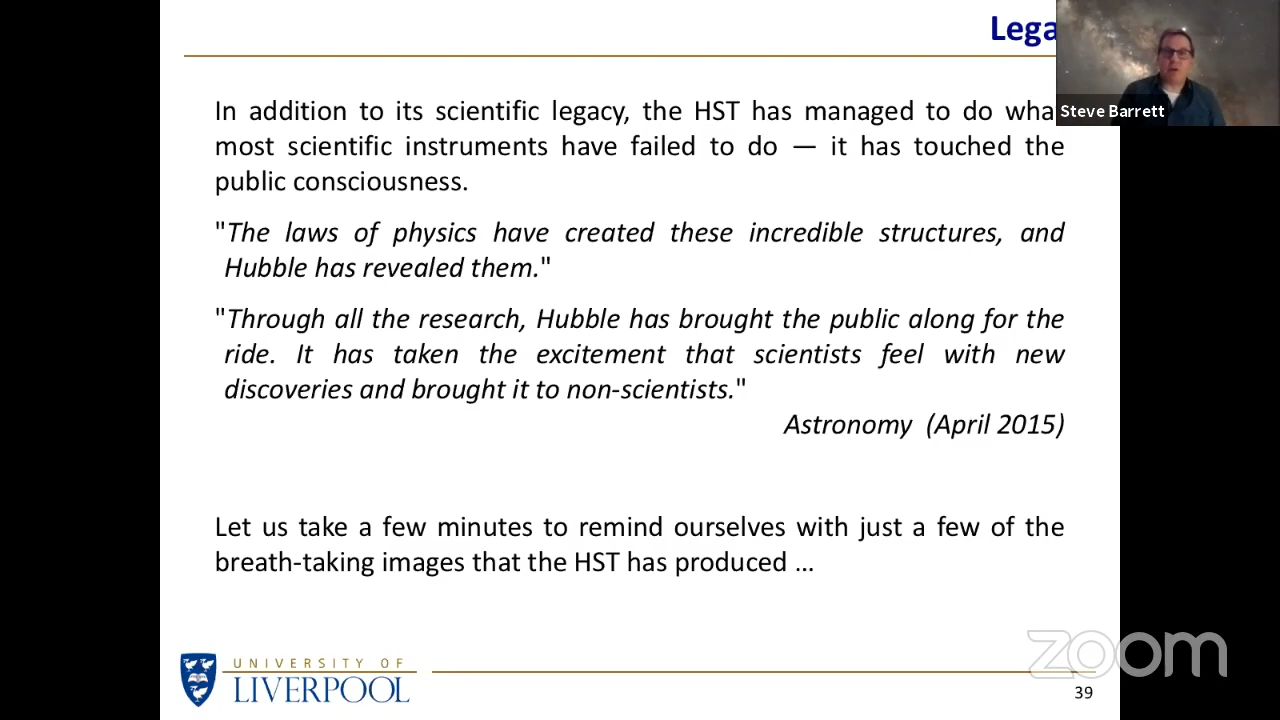 Lega
Steve Barrett
In addition to its scientific legacy, the HST has managed to do wha
most scientific instruments have failed to do — it has touched the
public consciousness.
"The laws of physics have created these incredible structures, and
Hubble has revealed them."
"Through all the research, Hubble has brought the public along for the
ride. It has taken the excitement that scientists feel with new
discoveries and brought it to non-scientists."
Astronomy (April 2015)
Let us take a few minutes to remind ourselves with just a few of the
breath-taking images that the HST has produced ...
UNIVERSITY OF
LIVERPOOL
zoom
39